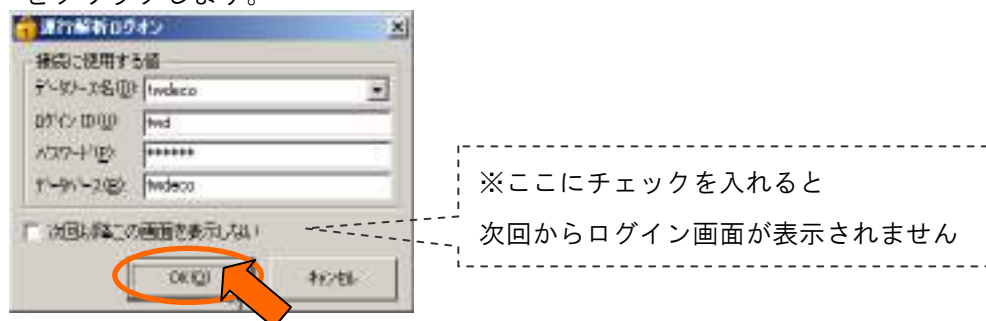 をクリックします。
運行解析ログオン
接続に使用する値
データソース名(D): twdeco
ログイン ID(U): twd
パスワード(P): ******
データベース(B): twdeco
次回以降この画面を表示しない
OK(O) キャンセル
※ここにチェックを入れると
次回からログイン画面が表示されません